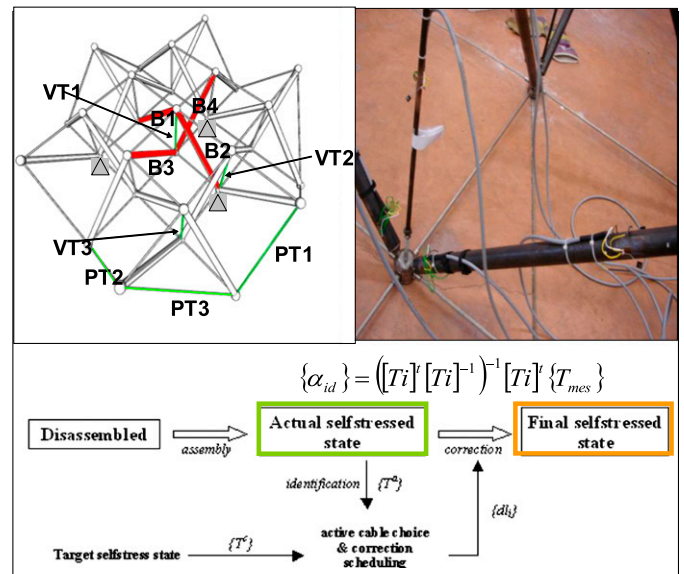 VT1
B1
B4
B3
B2
VT2
VT3
PT1
PT2
PT3
{α_id} = ([Ti]^t [Ti]^-1)^-1 [Ti]^t {T_mes}
Disassembled
assembly
Actual selfstressed
state
correction
Final selfstressed
state
identification
{T^a}
{dl_i}
Target selfstress state
{T^c}
active cable choice
& correction
scheduling